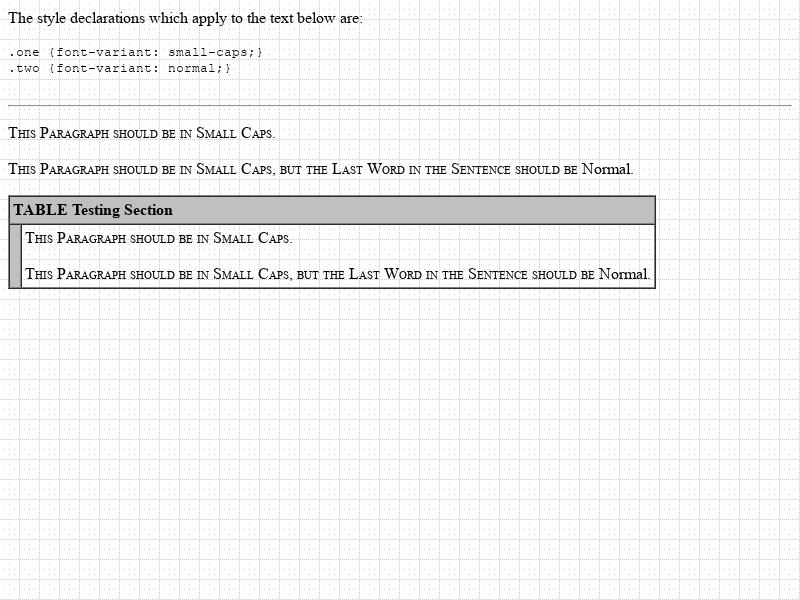 The style declarations which apply to the text below are:
.one {font-variant: small-caps;}
.two {font-variant: normal;}
This Paragraph should be in Small Caps.
This Paragraph should be in Small Caps, but the Last Word in the Sentence should be Normal.
TABLE Testing Section
This Paragraph should be in Small Caps.
This Paragraph should be in Small Caps, but the Last Word in the Sentence should be Normal.